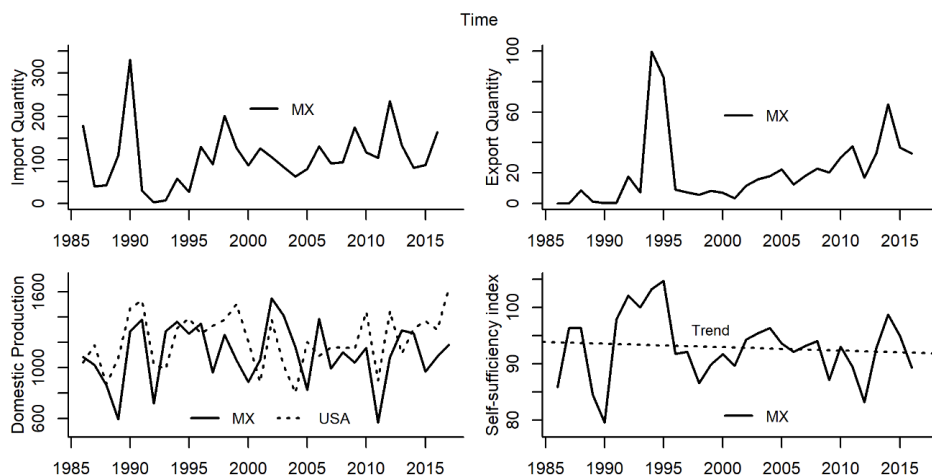 Time
Import Quantity
300
200
100
0
MX
1985 1990 1995 2000 2005 2010 2015
Export Quantity
100
60
20
0
MX
1985 1990 1995 2000 2005 2010 2015
Domestic Production
1600
1000
600
MX USA
1985 1990 1995 2000 2005 2010 2015
Self-sufficiency index
100
90
80
Trend
MX
1985 1990 1995 2000 2005 2010 2015